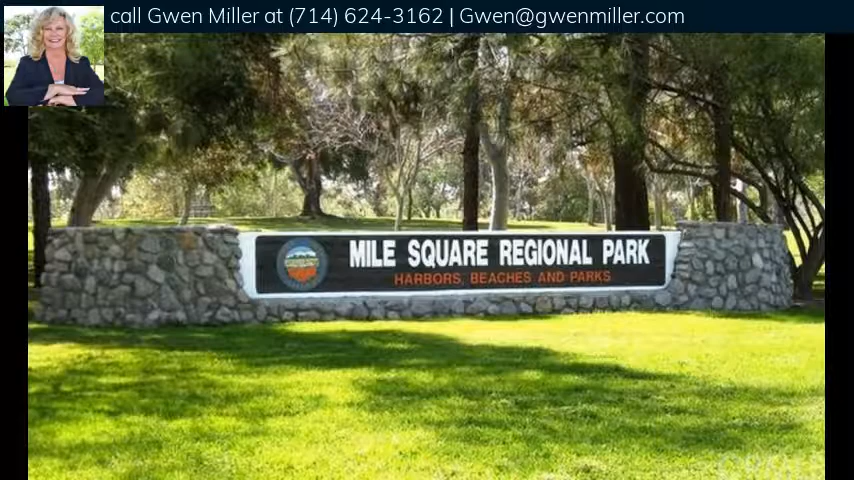 call Gwen Miller at (714) 624-3162 | Gwen@gwenmiller.com
MILE SQUARE REGIONAL PARK
HARBORS, BEACHES AND PARKS